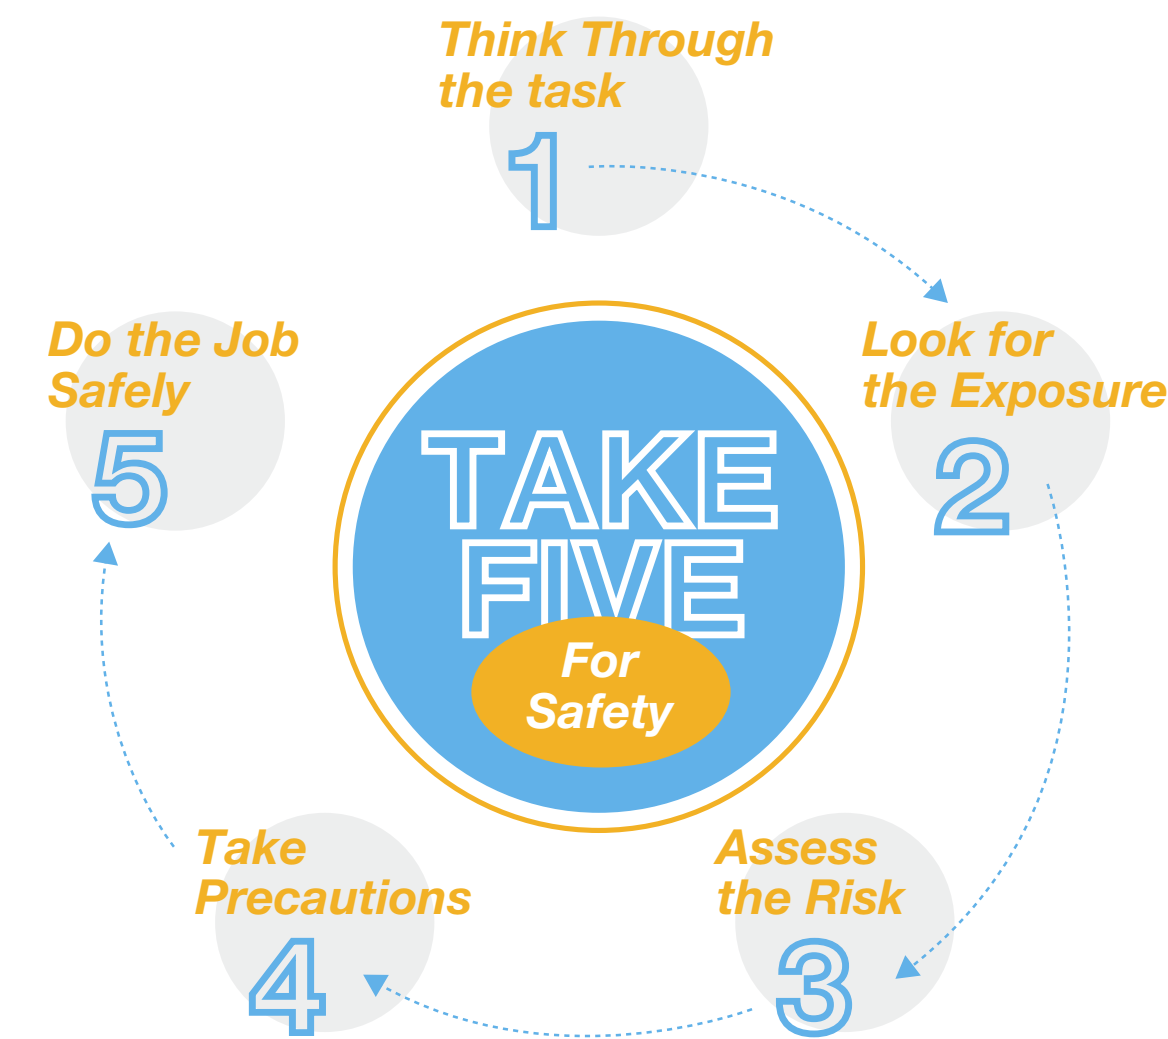 Think Through
the task
1
Look for
the Exposure
2
Assess
the Risk
3
Take
Precautions
4
Do the Job
Safely
5
TAKE
FIVE
For
Safety